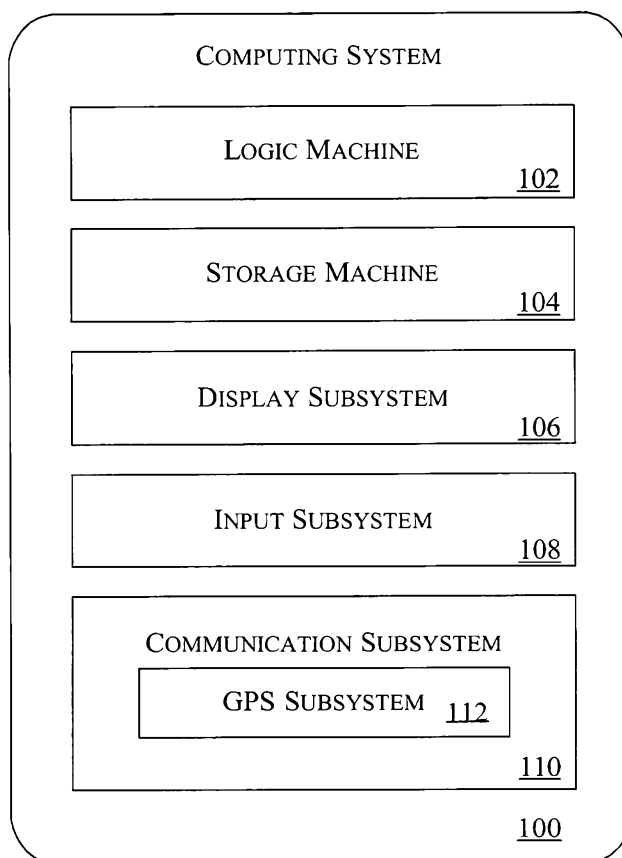 COMPUTING SYSTEM
LOGIC MACHINE
102
STORAGE MACHINE
104
DISPLAY SUBSYSTEM
106
INPUT SUBSYSTEM
108
COMMUNICATION SUBSYSTEM
GPS SUBSYSTEM
112
110
100